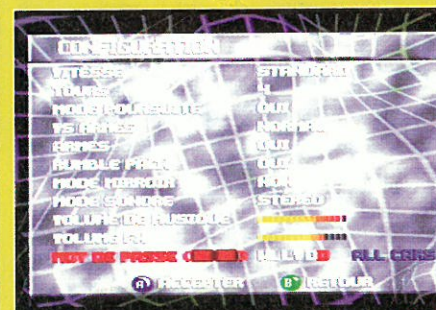 CONFIGURATION
VITESSE STANDARD
TOURS 4
MODE POURSUITE OUI
VS ARMES NORMAL
ARMES OUI
RUMBLE PACK OUI
MODE MIRROIR NON
MODE SONORE STEREO
VOLUME DE MUSIQUE
VOLUME FX
MOT DE PASSE ALL CARS
A ACCEPTER B RETOUR